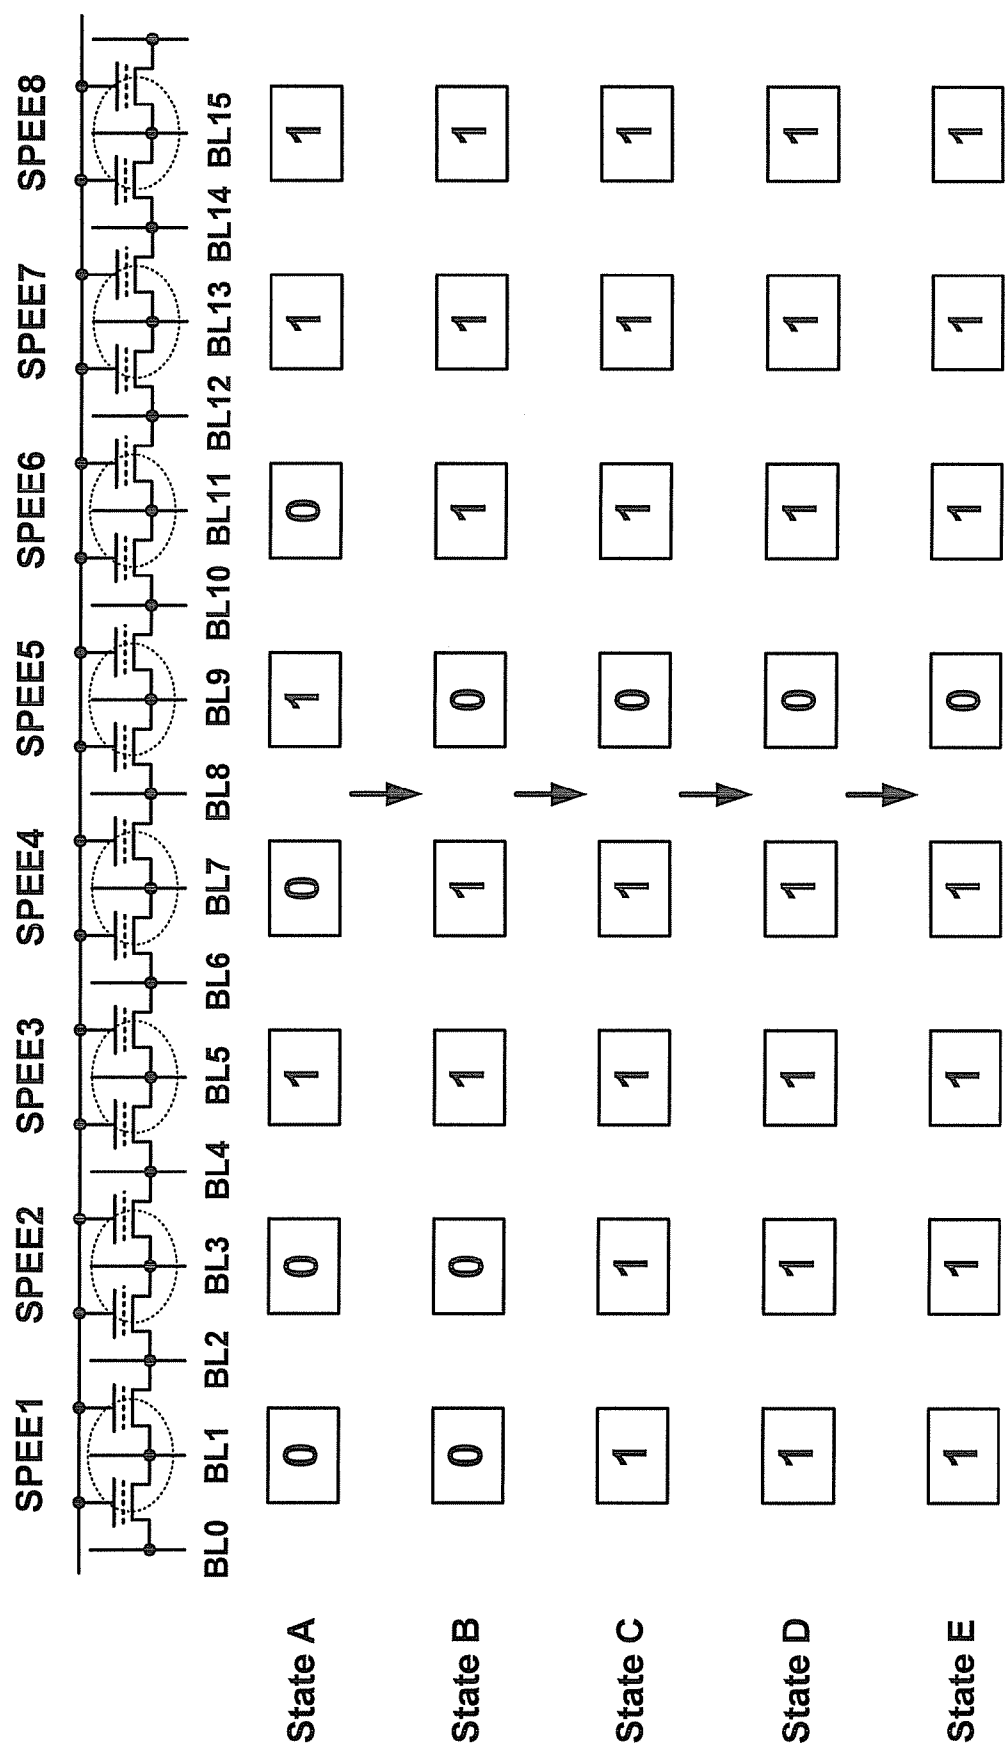 SPEE1 SPEE2 SPEE3 SPEE4 SPEE5 SPEE6 SPEE7 SPEE8
BL0 BL1 BL2 BL3 BL4 BL5 BL6 BL7 BL8 BL9 BL10 BL11 BL12 BL13 BL14 BL15
State A 0 0 1 0 1 0 1 1
State B 0 0 1 1 0 1 1 1
State C 1 1 1 1 0 1 1 1
State D 1 1 1 1 0 1 1 1
State E 1 1 1 1 0 1 1 1